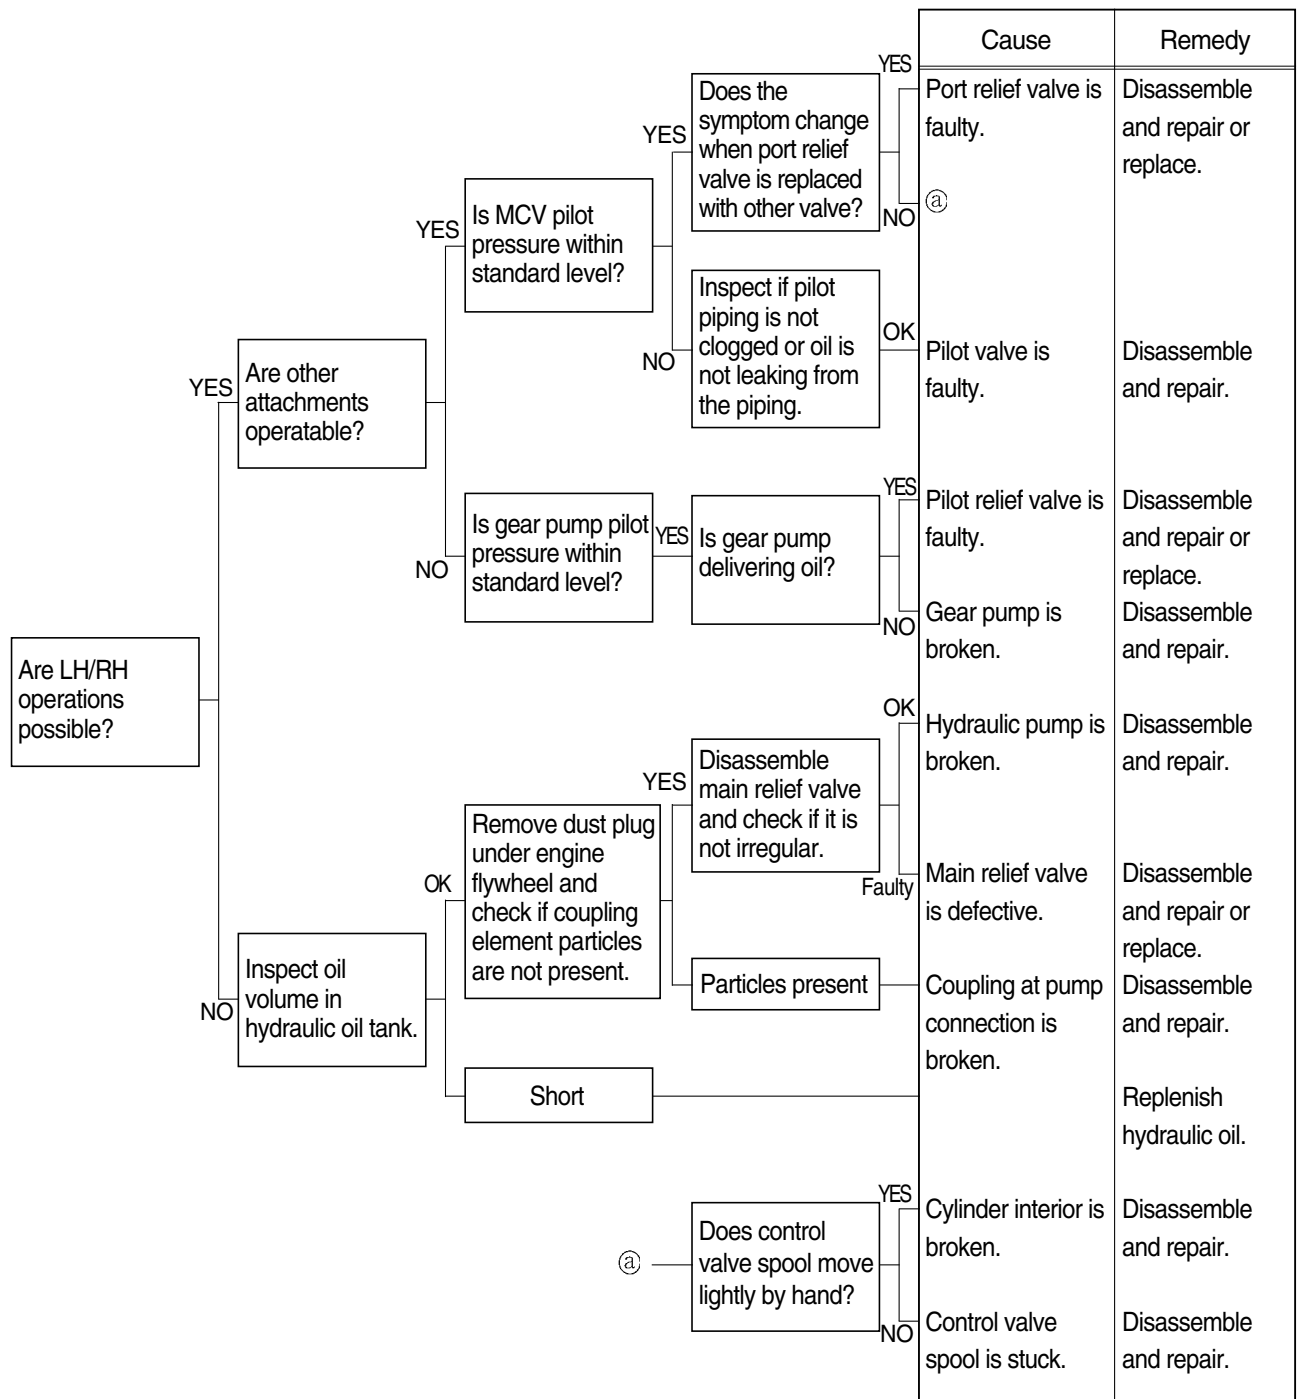 Cause
Remedy
YES
Port relief valve is
faulty.
Disassemble
and repair or
replace.
Does the
symptom change
when port relief
valve is replaced
with other valve?
YES
NO
ⓐ
Is MCV pilot
pressure within
standard level?
YES
Inspect if pilot
piping is not
clogged or oil is
not leaking from
the piping.
NO
OK
Pilot valve is
faulty.
Disassemble
and repair.
Are other
attachments
operatable?
YES
YES
Pilot relief valve is
faulty.
Disassemble
and repair or
replace.
Is gear pump pilot
pressure within
standard level?
NO
YES
Is gear pump
delivering oil?
NO
Gear pump is
broken.
Disassemble
and repair.
Are LH/RH
operations
possible?
OK
Hydraulic pump is
broken.
Disassemble
and repair.
YES
Disassemble
main relief valve
and check if it is
not irregular.
Faulty
Main relief valve
is defective.
Disassemble
and repair or
replace.
OK
Remove dust plug
under engine
flywheel and
check if coupling
element particles
are not present.
Particles present
Coupling at pump
connection is
broken.
Disassemble
and repair.
NO
Inspect oil
volume in
hydraulic oil tank.
Short
Replenish
hydraulic oil.
ⓐ
Does control
valve spool move
lightly by hand?
YES
Cylinder interior is
broken.
Disassemble
and repair.
NO
Control valve
spool is stuck.
Disassemble
and repair.